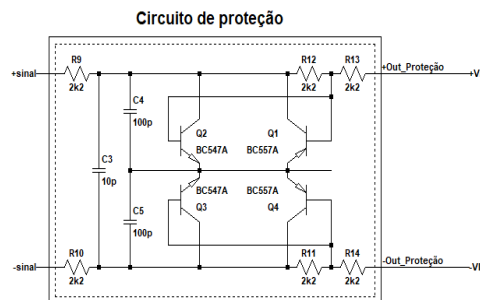 Circuito de proteção
R9
R12
R13
+Out_Proteção
+sinal
+V
2k2
2k2
2k2
C4
100p
Q2
Q1
BC547A
BC557A
C3
10p
C5
100p
BC547A
BC557A
Q3
Q4
R10
R11
R14
-Out_Proteção
-sinal
2k2
2k2
2k2